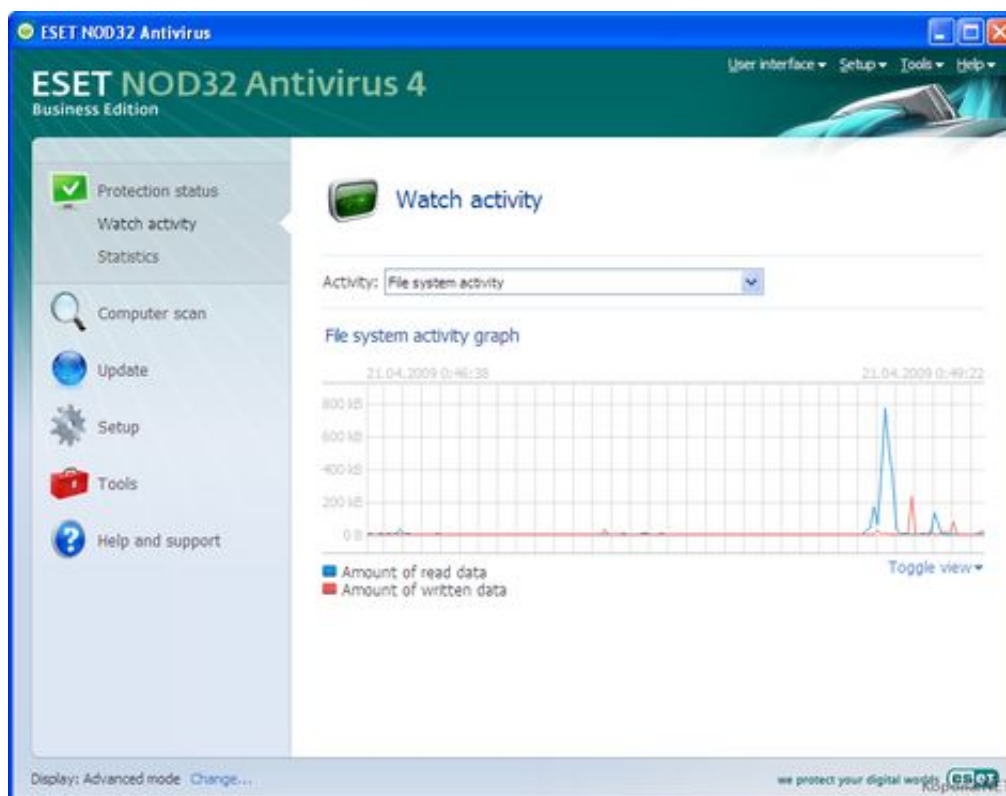 ESET NOD32 Antivirus
User interface Setup Tools Help
ESET NOD32 Antivirus 4
Business Edition
Protection status
Watch activity
Statistics
Computer scan
Update
Setup
Tools
Help and support
Watch activity
Activity: File system activity
File system activity graph
21.04.2009 0:46:38 21.04.2009 0:49:22
800 kB
600 kB
400 kB
200 kB
0 B
Amount of read data
Amount of written data
Toggle view
Display: Advanced mode Change...
we protect your digital worlds eset